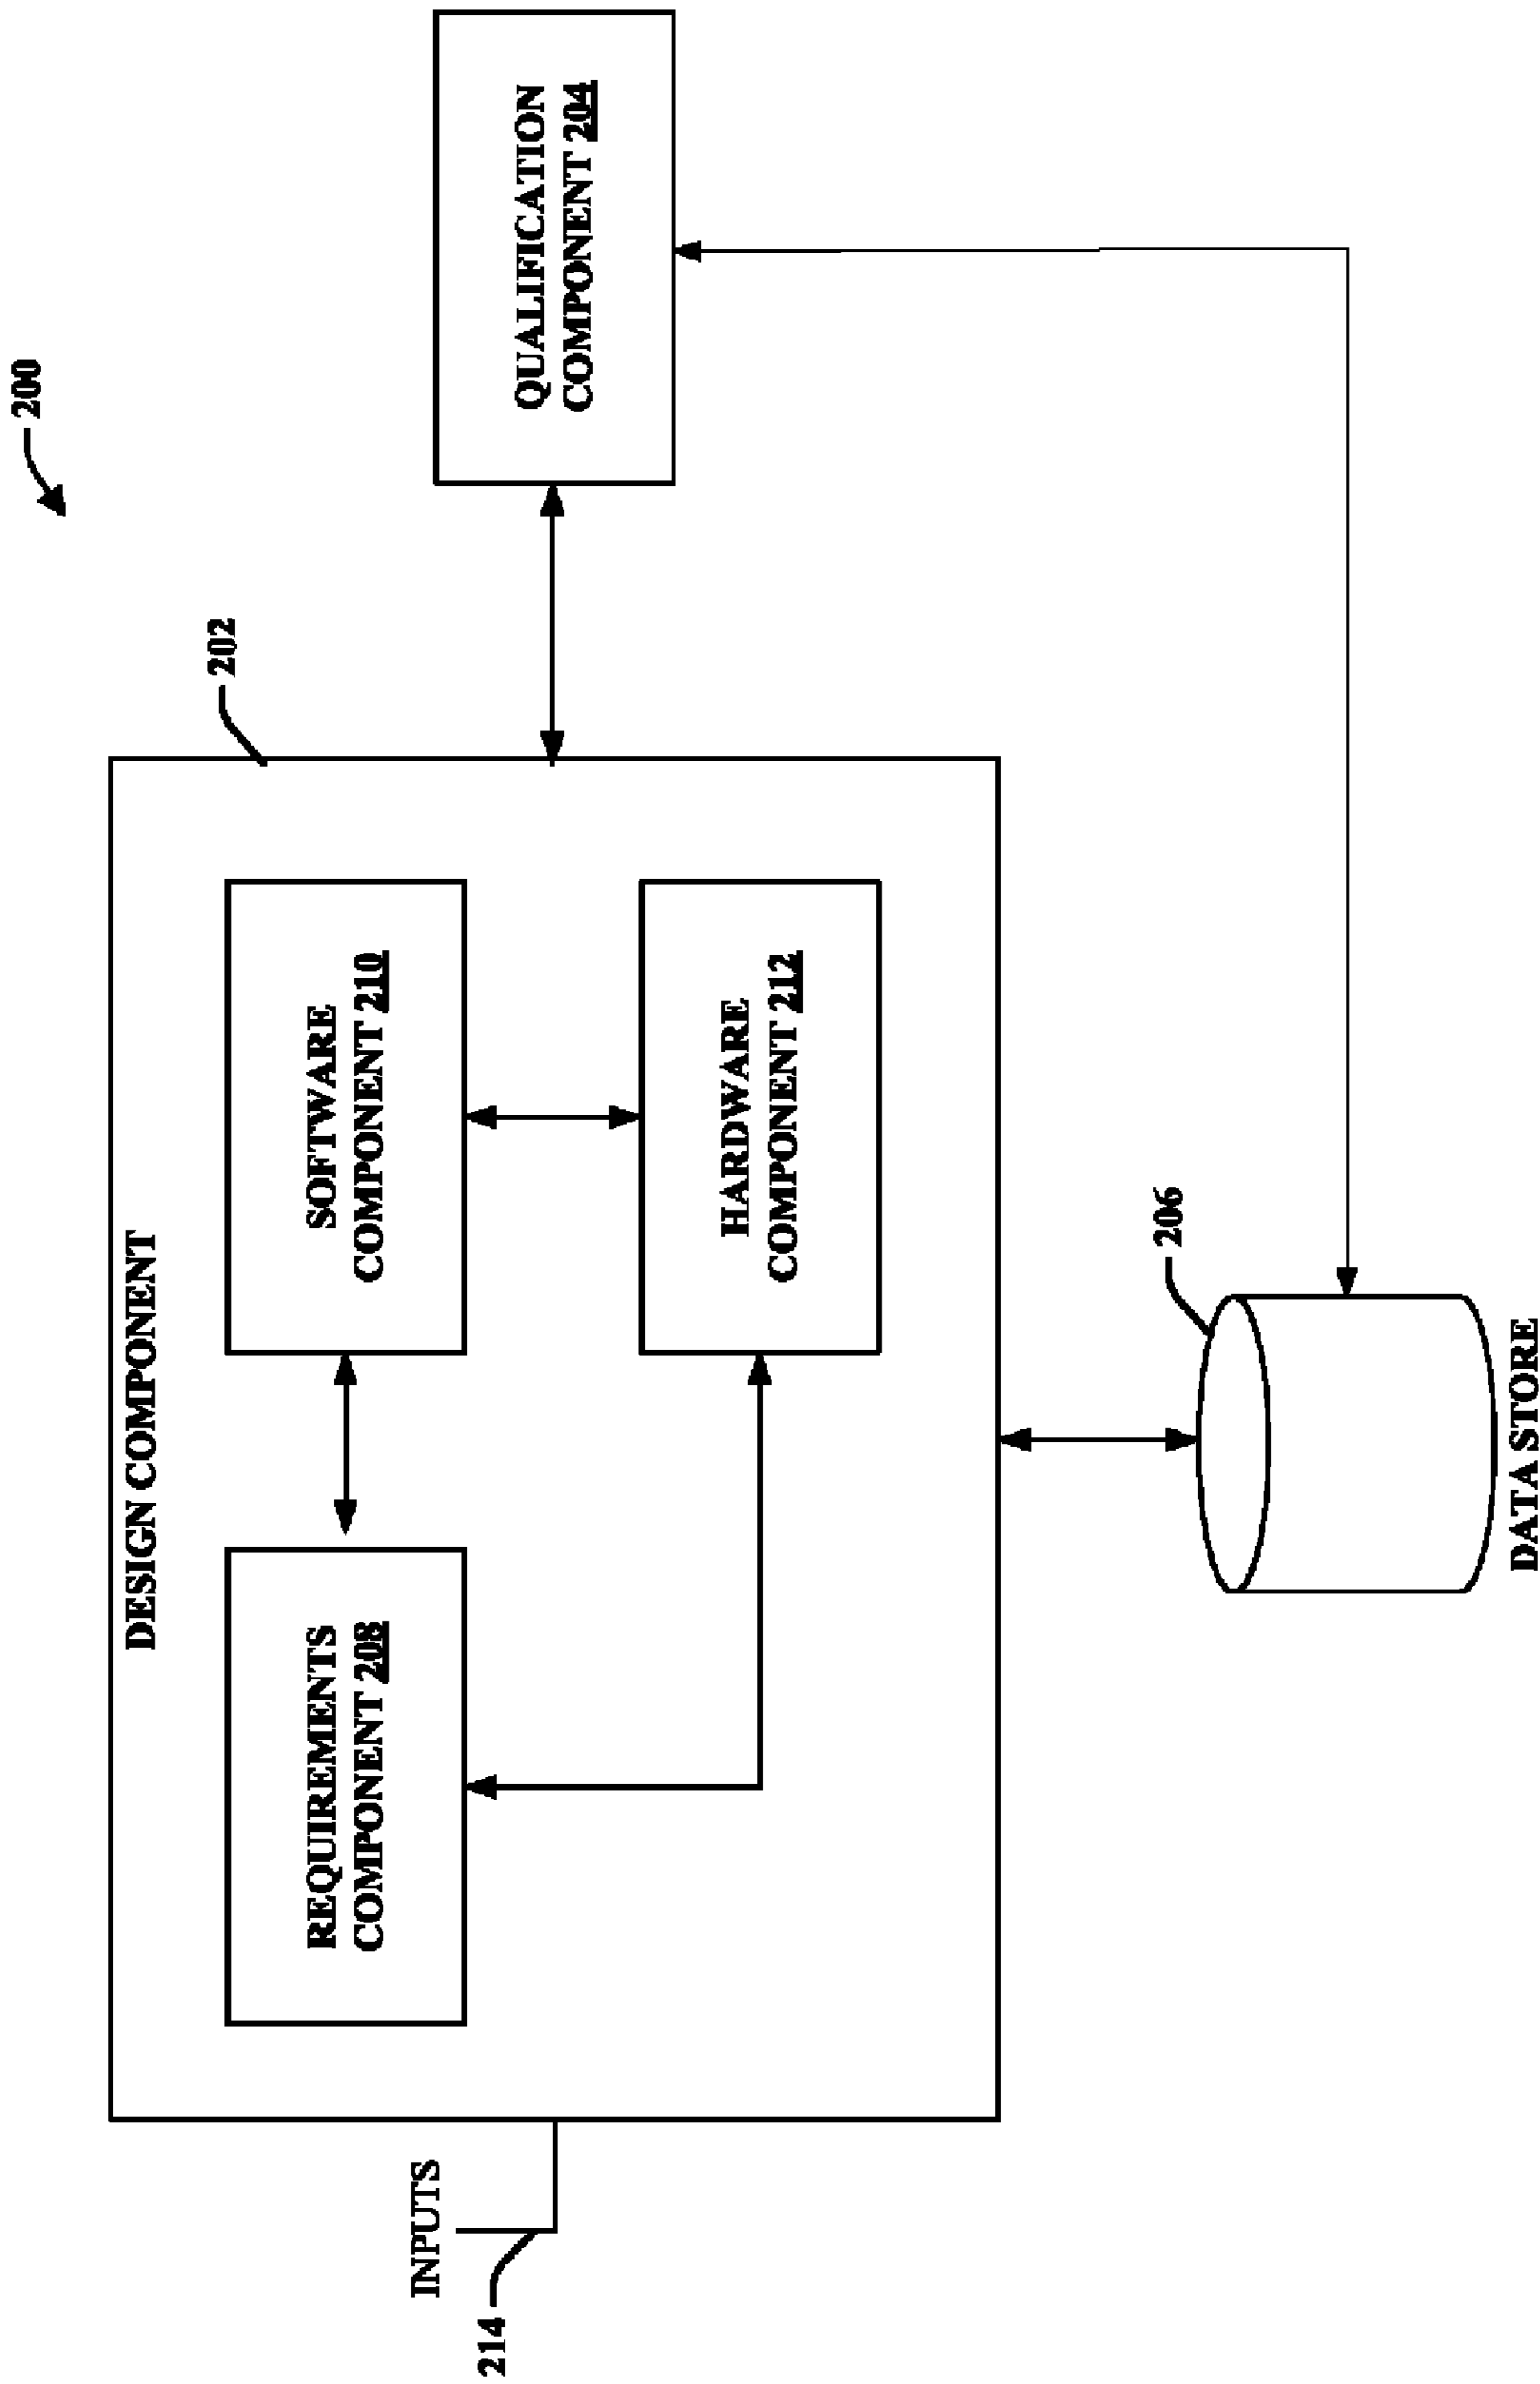 200
202
DESIGN COMPONENT
REQUIREMENTS
COMPONENT 208
SOFTWARE
COMPONENT 210
HARDWARE
COMPONENT 212
QUALIFICATION
COMPONENT 204
INPUTS
214
206
DATA STORE